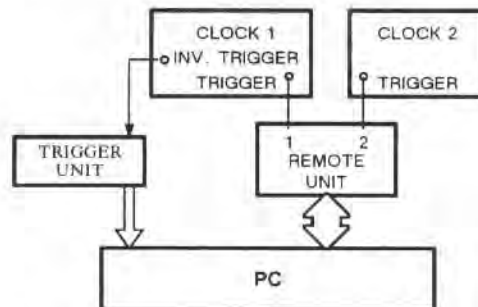 CLOCK 1
INV. TRIGGER
TRIGGER
CLOCK 2
TRIGGER
TRIGGER
UNIT
1 2
REMOTE
UNIT
PC